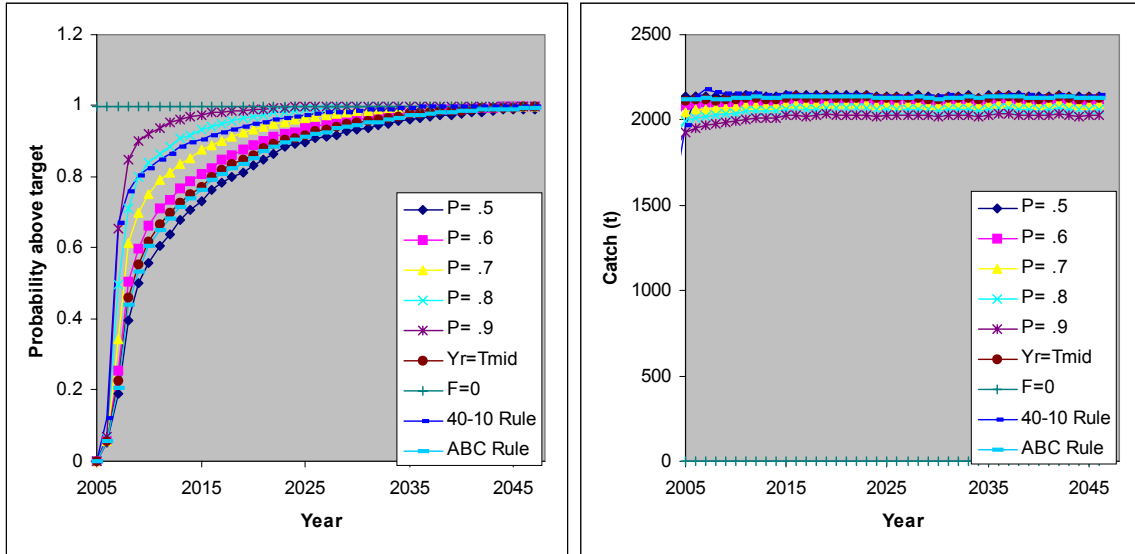 1.2
1
0.8
0.6
0.4
0.2
0
Probability above target
2005
2015
2025
2035
2045
Year
P= .5
P= .6
P= .7
P= .8
P= .9
Yr=Tmid
F=0
40-10 Rule
ABC Rule
2500
2000
1500
1000
500
0
Catch (t)
2005
2015
2025
2035
2045
Year
P= .5
P= .6
P= .7
P= .8
P= .9
Yr=Tmid
F=0
40-10 Rule
ABC Rule